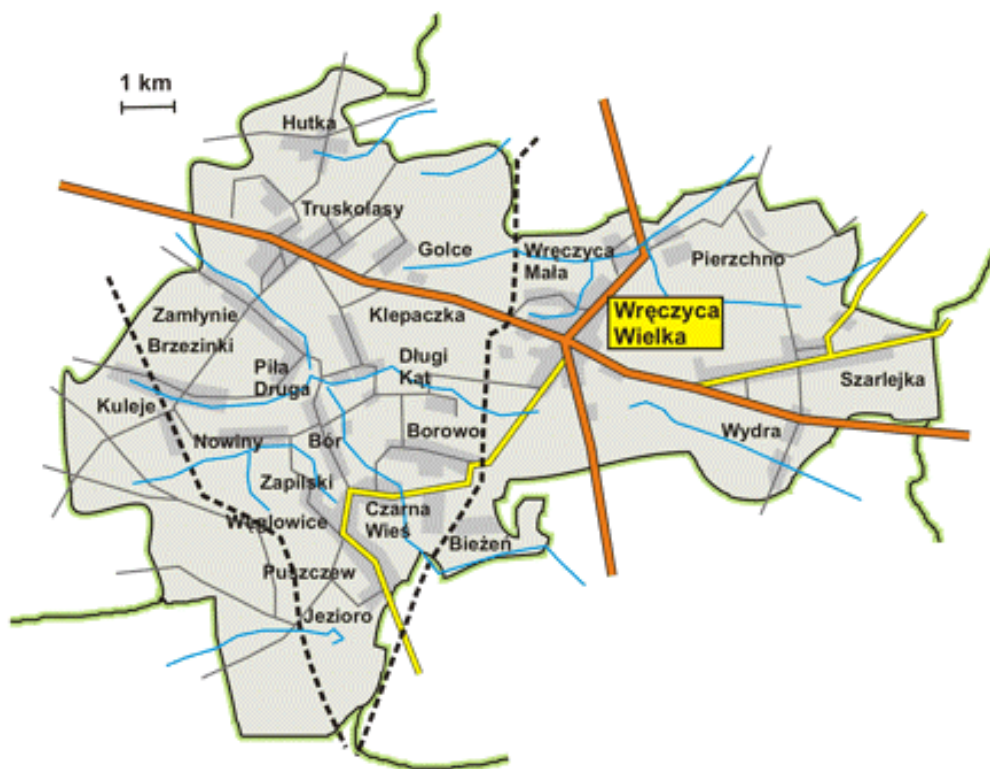 1 km
Hutka
Truskolasy
Golce
Wręczyca
Mała
Pierzchno
Zamłynie
Brzezinki
Klepaczka
Wręczyca
Wielka
Piła
Druga
Długi
Kąt
Szarlejka
Kuleje
Nowiny
Bór
Borowo
Wydra
Zapilski
Czarna
Wieś
Węglowice
Bieżeń
Puszczew
Jezioro